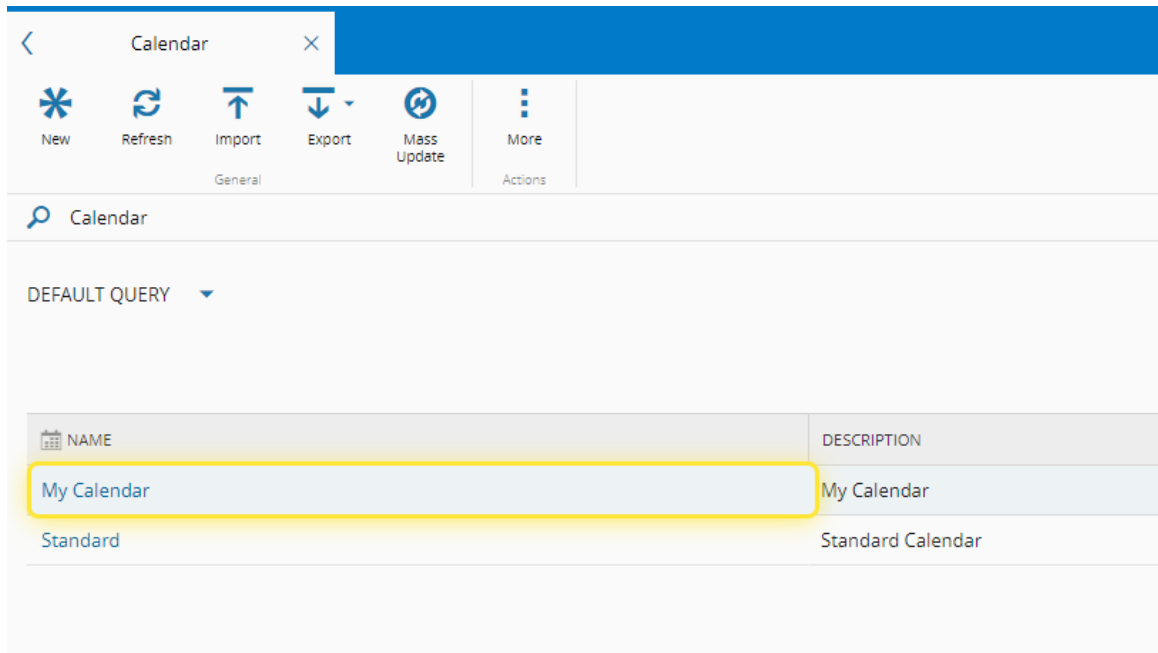 Calendar
New Refresh Import Export Mass Update More
General Actions
Calendar
DEFAULT QUERY
NAME DESCRIPTION
My Calendar My Calendar
Standard Standard Calendar